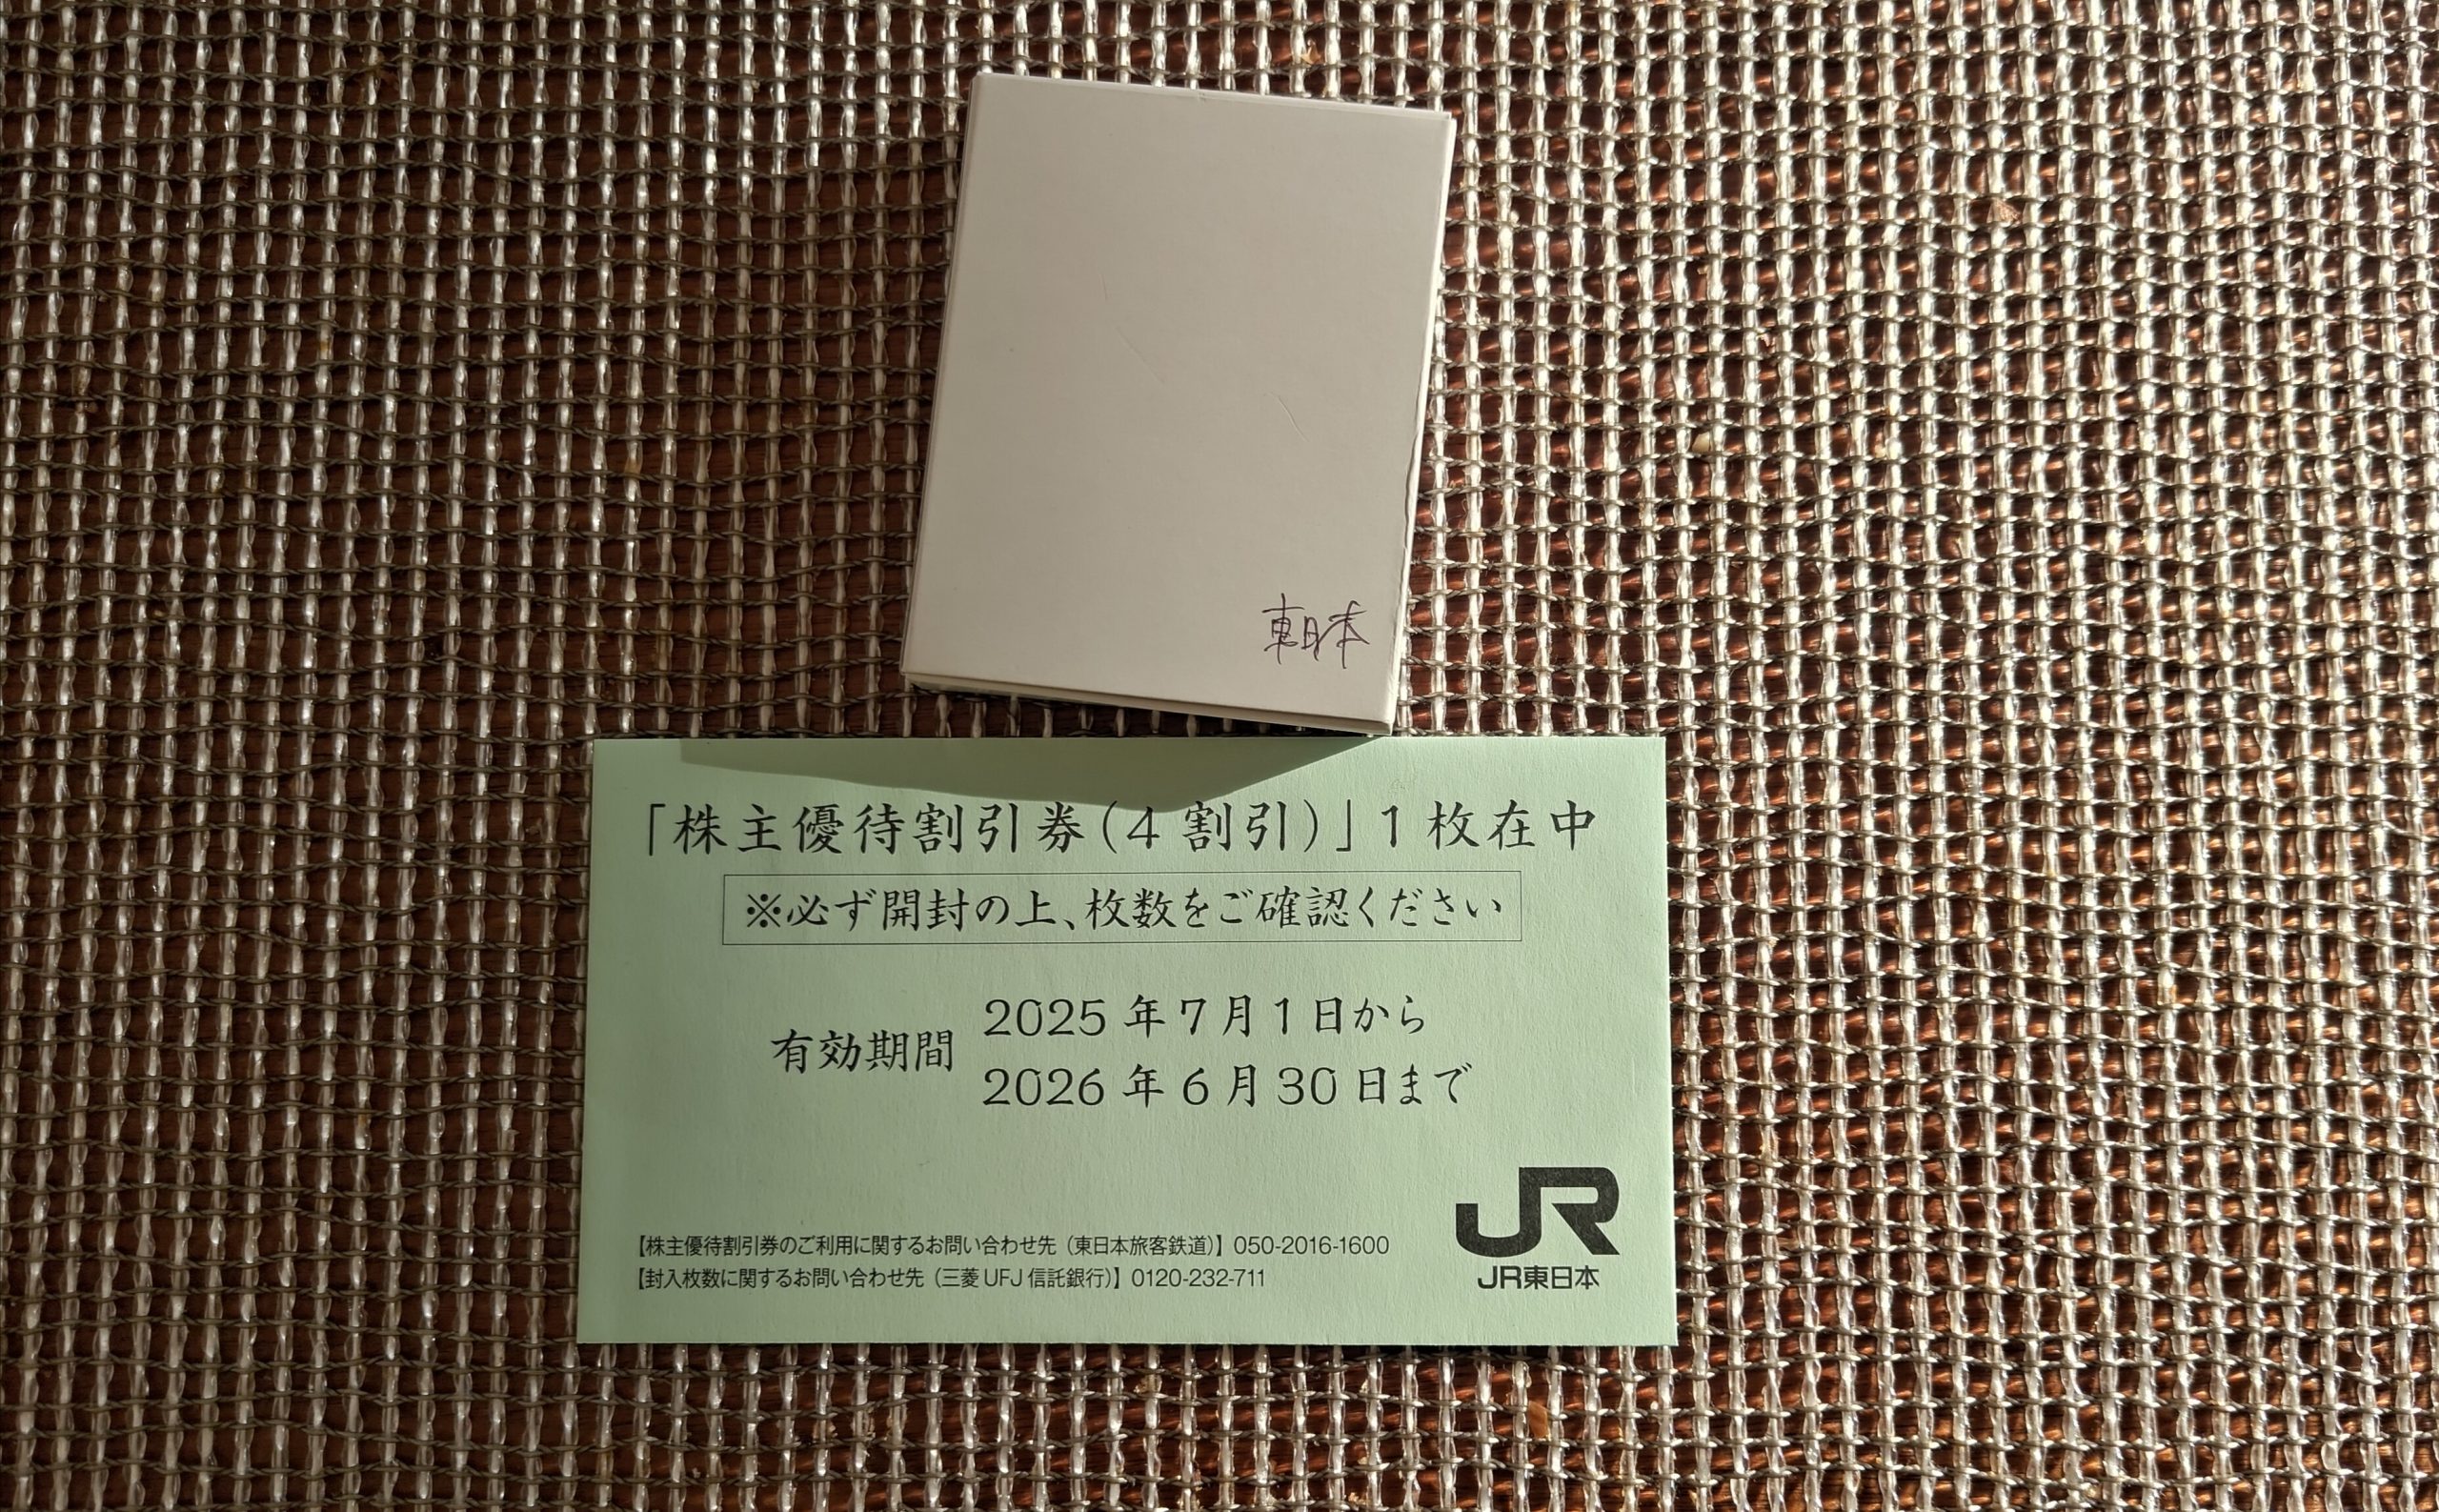 東日本
「株主優待割引券(4割引)」1枚在中
※必ず開封の上、枚数をご確認ください
有効期間
2025年7月1日から
2026年6月30日まで
JR
【株主優待割引券のご利用に関するお問い合わせ先（東日本旅客鉄道）】050-2016-1600
【封入枚数に関するお問い合わせ先（三菱UFJ信託銀行）】0120-232-711
JR東日本